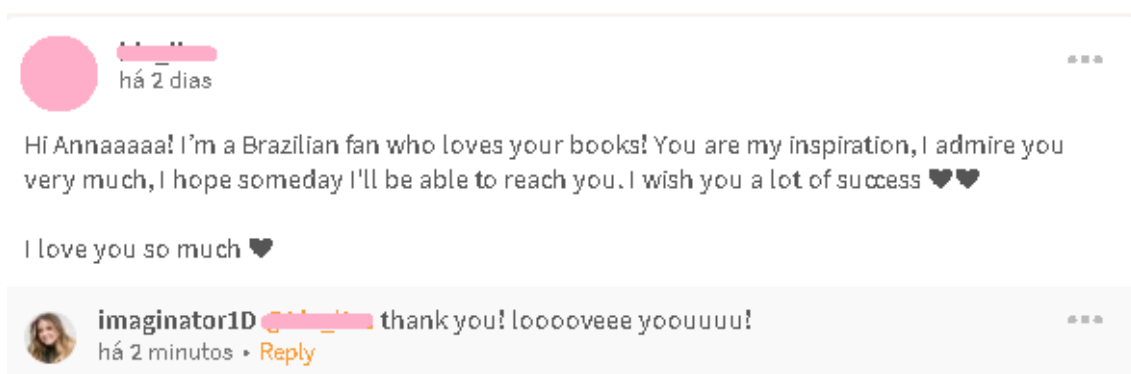 há 2 dias
Hi Annaaaaa! I'm a Brazilian fan who loves your books! You are my inspiration, I admire you
very much, I hope someday I'll be able to reach you. I wish you a lot of success ♥♥
I love you so much ♥
imaginator1D thank you! looooveee yoouuuu!
há 2 minutos • Reply